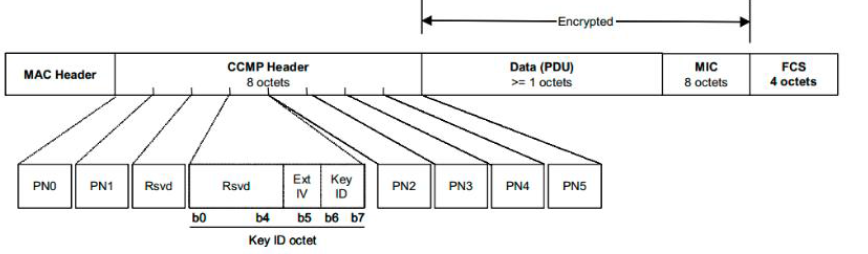 Encrypted
MAC Header
CCMP Header
8 octets
Data (PDU)
>= 1 octets
MIC
8 octets
FCS
4 octets
PN0
PN1
Rsvd
Rsvd
Ext
IV
Key
ID
PN2
PN3
PN4
PN5
b0 b4 b5 b6 b7
Key ID octet